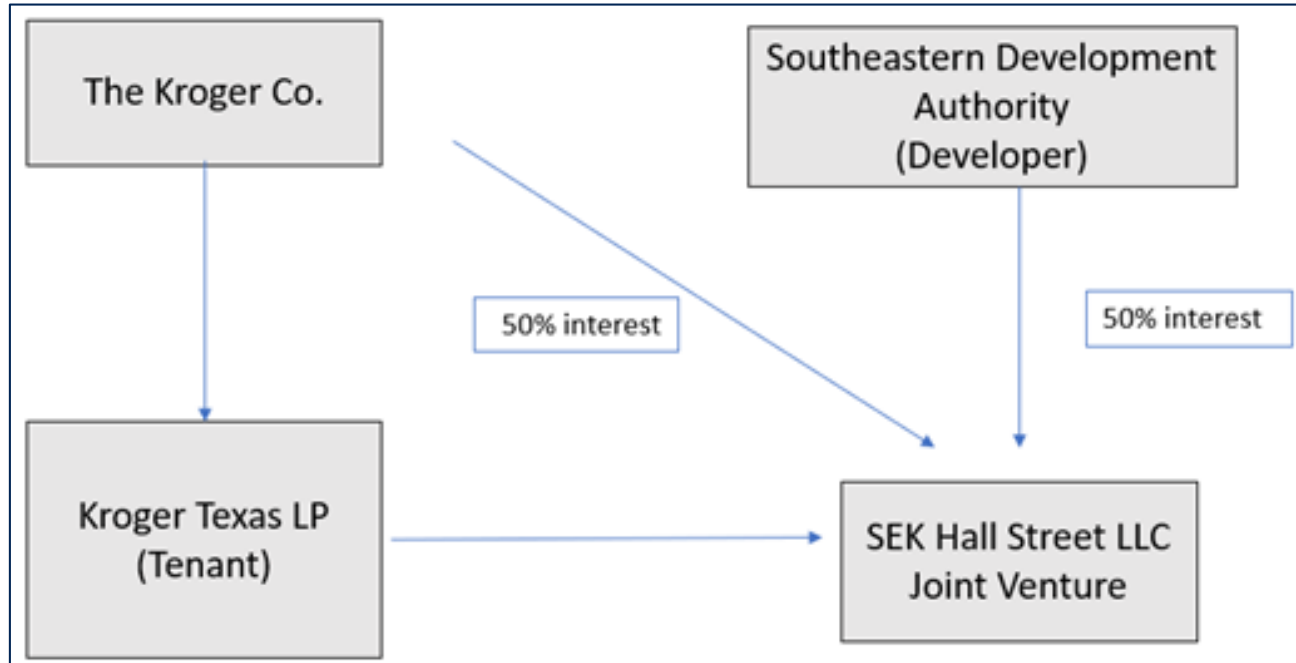 The Kroger Co.
Southeastern Development
Authority
(Developer)
50% interest
50% interest
Kroger Texas LP
(Tenant)
SEK Hall Street LLC
Joint Venture